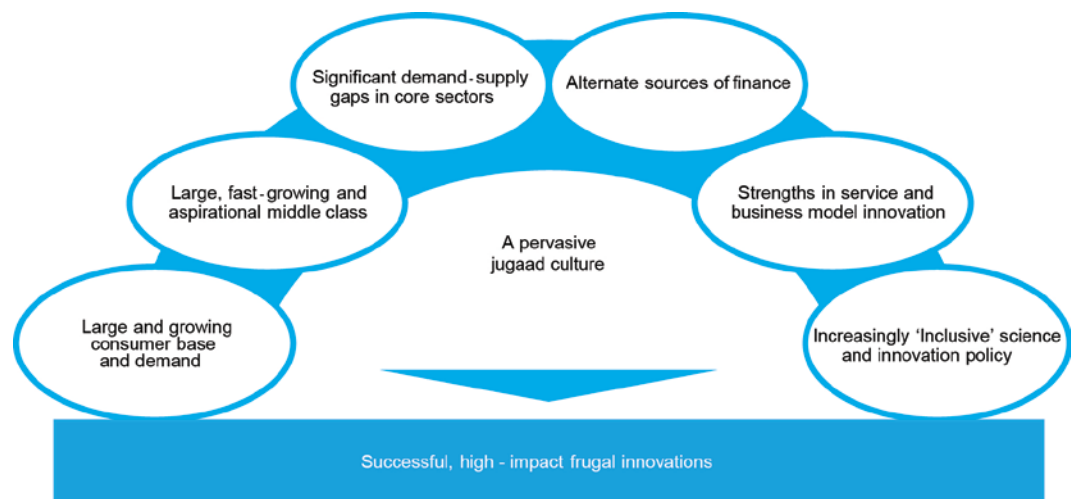 Significant demand-supply
gaps in core sectors
Alternate sources of finance
Large, fast-growing and
aspirational middle class
Strengths in service and
business model innovation
A pervasive
jugaad culture
Large and growing
consumer base
and demand
Increasingly ‘Inclusive’ science
and innovation policy
Successful, high - impact frugal innovations